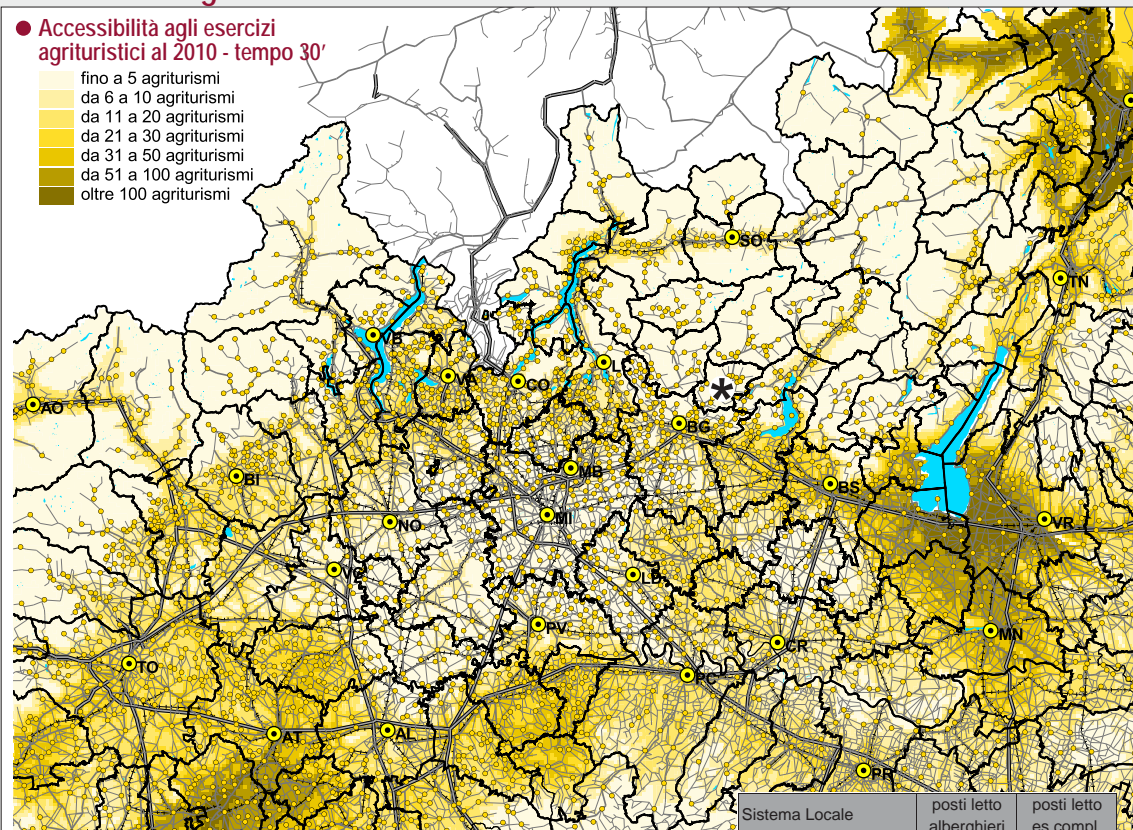 Accessibilità agli esercizi
agrituristici al 2010 - tempo 30'
fino a 5 agriturismi
da 6 a 10 agriturismi
da 11 a 20 agriturismi
da 21 a 30 agriturismi
da 31 a 50 agriturismi
da 51 a 100 agriturismi
oltre 100 agriturismi
SO
TN
VB
VA
CO
LC
*
AO
BG
BI
MB
BS
NO
MI
VR
VC
LD
PV
MN
CR
TO
PC
AL
PR
Sistema Locale
posti letto
alberghieri
posti letto
es.compl.